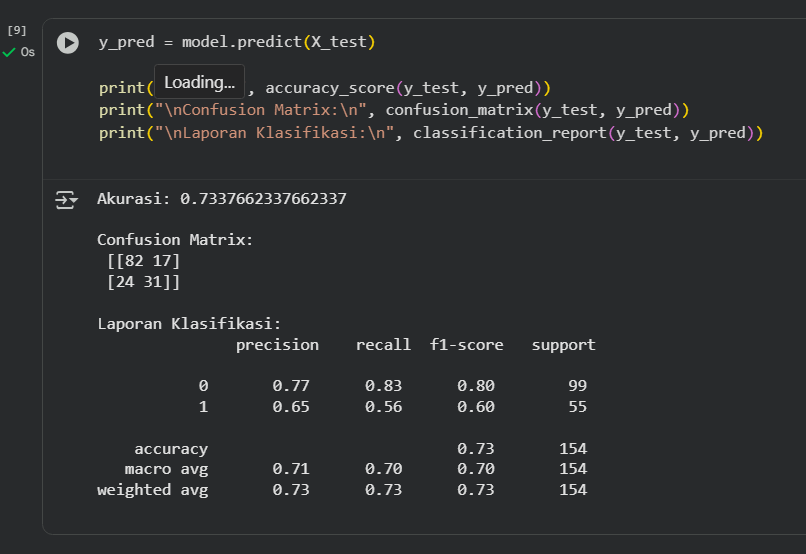 [9]
0s
y_pred = model.predict(X_test)
print( Loading... , accuracy_score(y_test, y_pred))
print("\nConfusion Matrix:\n", confusion_matrix(y_test, y_pred))
print("\nLaporan Klasifikasi:\n", classification_report(y_test, y_pred))
Akurasi: 0.7337662337662337
Confusion Matrix:
[[82 17]
[24 31]]
Laporan Klasifikasi:
precision recall f1-score support
0 0.77 0.83 0.80 99
1 0.65 0.56 0.60 55
accuracy 0.73 154
macro avg 0.71 0.70 0.70 154
weighted avg 0.73 0.73 0.73 154